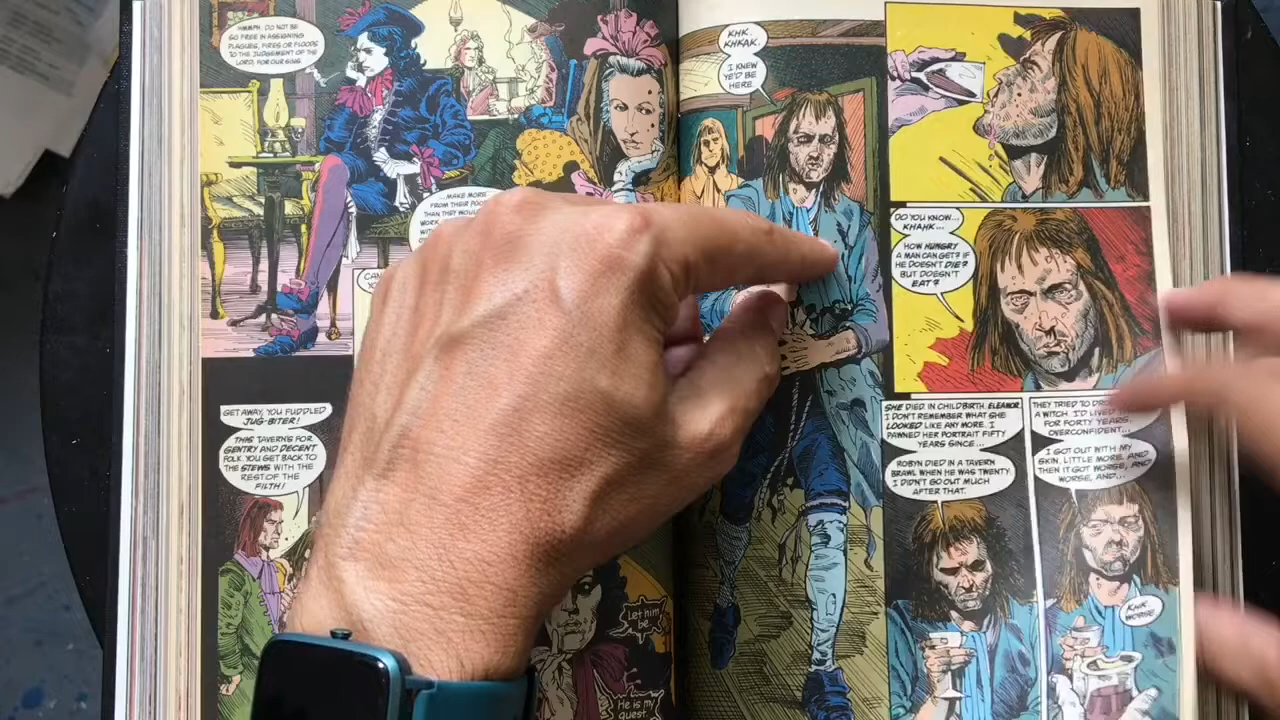 HMMPH. DO NOT BE
SO FREE IN ASSIGNING
PLAGUES, FIRES OR FLOODS
TO THE JUDGEMENT OF THE
LORD, FOR OUR SINS.
...MAKE MORE
FROM THEIR
THAN THEY
GET AWAY, YOU FUDDLED
JUG-BITER!
THIS TAVERN'S FOR
GENTRY AND DECENT
FOLK. YOU GET BACK TO
THE STEWS WITH THE
REST OF THE
FILTH!
Let him
be.
He is my
guest.
KHK.
KHKAK.
I KNEW
YE'D BE
HERE.
DO YOU KNOW...
KHAHK...
HOW HUNGRY
A MAN CAN GET? IF
HE DOESN'T DIE?
BUT DOESN'T
EAT?
SHE DIED IN CHILDBIRTH. ELEANOR.
I DON'T REMEMBER WHAT SHE
LOOKED LIKE ANY MORE. I
PAWNED HER PORTRAIT FIFTY
YEARS SINCE...
ROBYN DIED IN A TAVERN
BRAWL WHEN HE WAS TWENTY.
I DIDN'T GO OUT MUCH
AFTER THAT.
THEY TRIED TO
A WITCH. I'D LIVED
FOR FORTY YEARS.
OVERCONFIDENT...
I GOT OUT WITH MY
SKIN, LITTLE MORE. AND
THEN IT GOT WORSE, AND
WORSE, AND...
KHK.
WORSE.